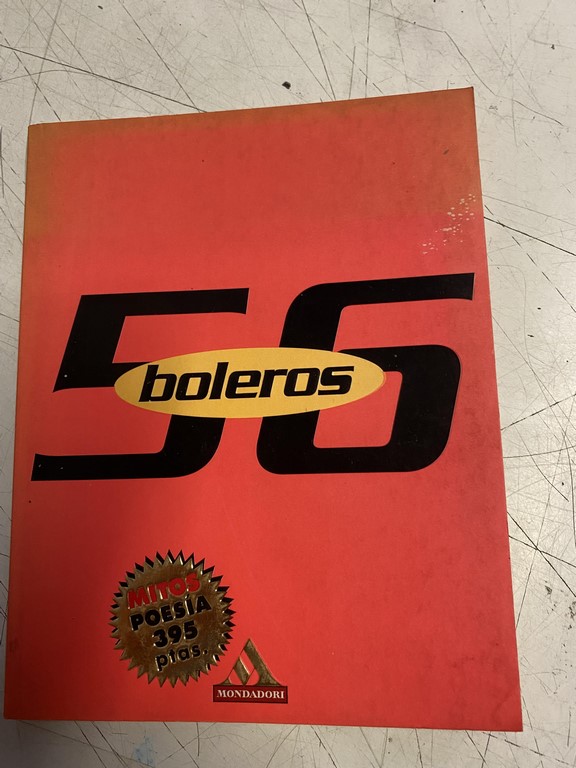 56
boleros
MITOS
POESÍA
395
ptas.
MONDADORI